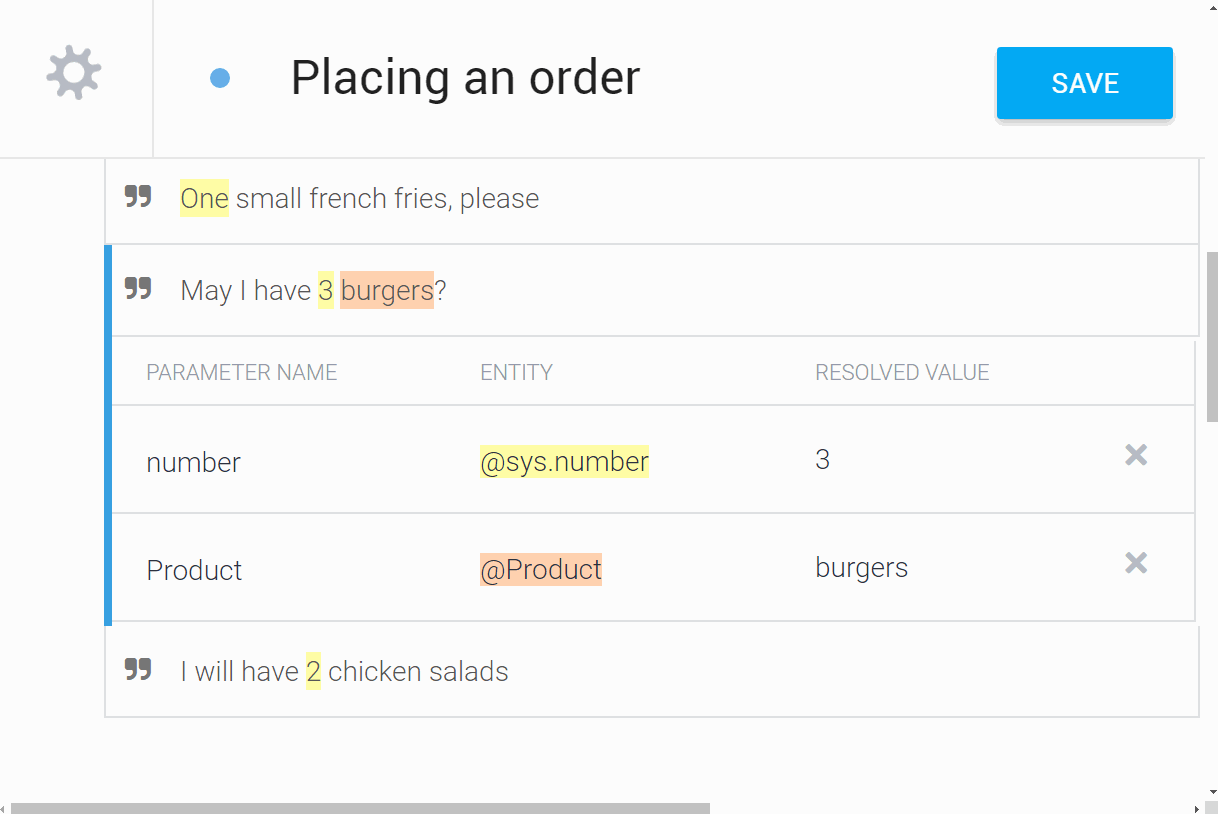 Placing an order
SAVE
One small french fries, please
May I have 3 burgers?
PARAMETER NAME ENTITY RESOLVED VALUE
number @sys.number 3
Product @Product burgers
I will have 2 chicken salads